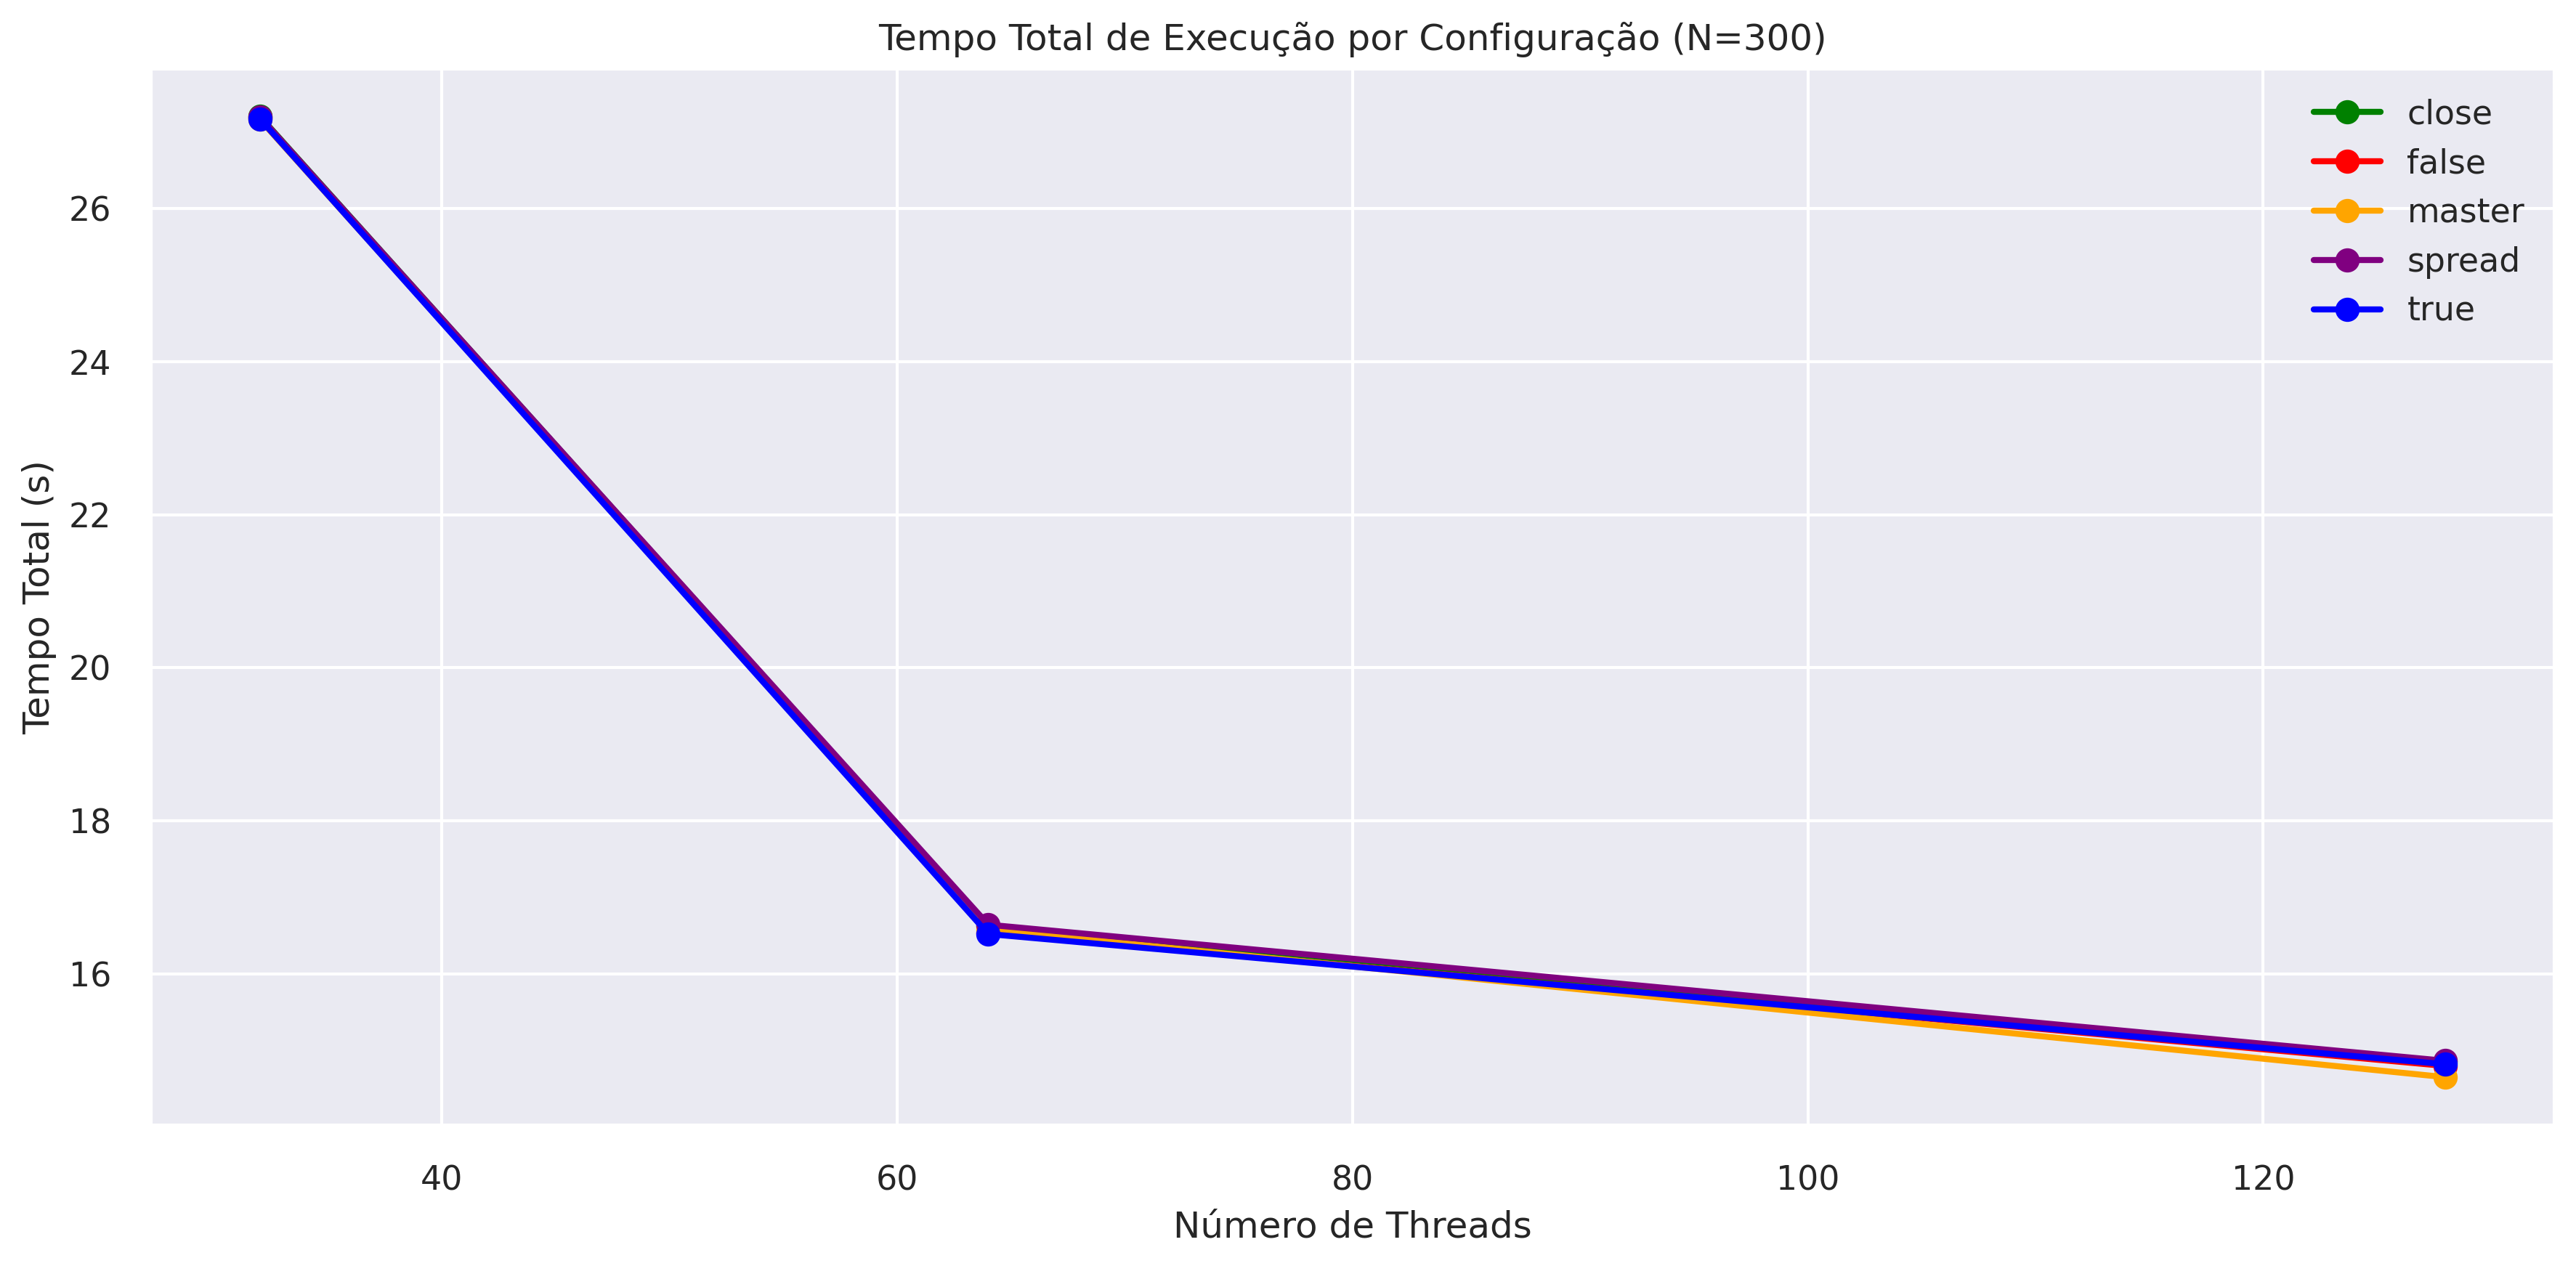 Tempo Total de Execução por Configuração (N=300)
close
false
master
spread
true
Tempo Total (s)
26
24
22
20
18
16
40
60
80
100
120
Número de Threads